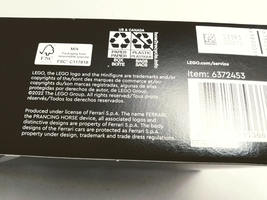 US & CANADA
FSC
MIX
FSC® C117818
PAPER
PAPIER
PLASTIC
PLASTIQUE
BOX
BOÎTE
BAGS
LEGO.com/service
Item: 6372453
LEGO, the LEGO logo and the Minifigure are trademarks and/or
copyrights of the/sont des marques de commerce et/ou
copyrights du/son marcas registradas, algunas de ellas
protegidas por derechos de autor, de LEGO Group.
©2022 The LEGO Group. All rights reserved/Tous droits
réservés/Todos los derechos reservados.
Produced under license of Ferrari S.p.A. The name FERRARI,
the PRANCING HORSE device, all associated logos and
distinctive designs are property of Ferrari S.p.A. The body
designs of the Ferrari cars are protected as Ferrari S.p.A.
property under design, trademark and trade dress